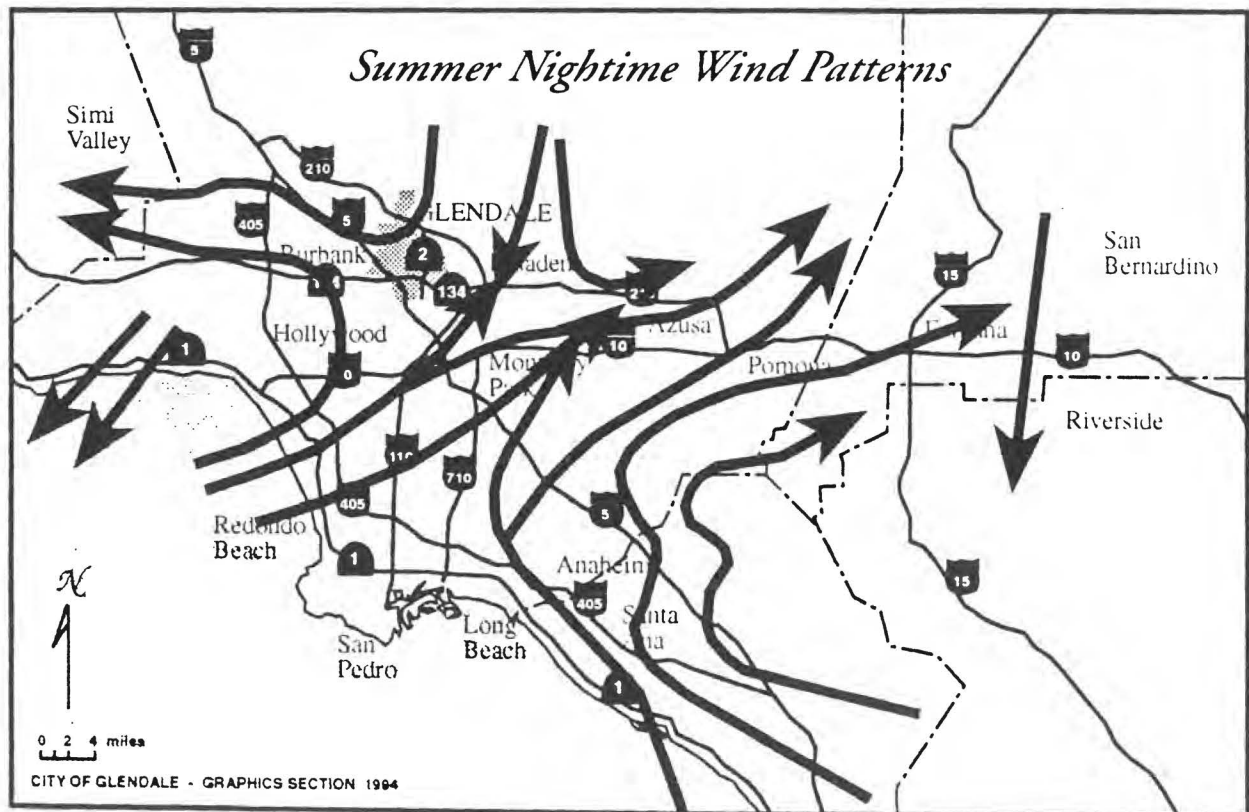 Summer Nightime Wind Patterns
5
Simi
Valley
210
405
5
GLENDALE
Burbank
2
134
San
Bernardino
15
Hollywood
1
Azusa
10
Pomona
10
Riverside
110
710
405
Redondo
Beach
5
1
Anaheim
405
15
N
San
Pedro
Long
Beach
Santa
1
0 2 4 miles
CITY OF GLENDALE - GRAPHICS SECTION 1994